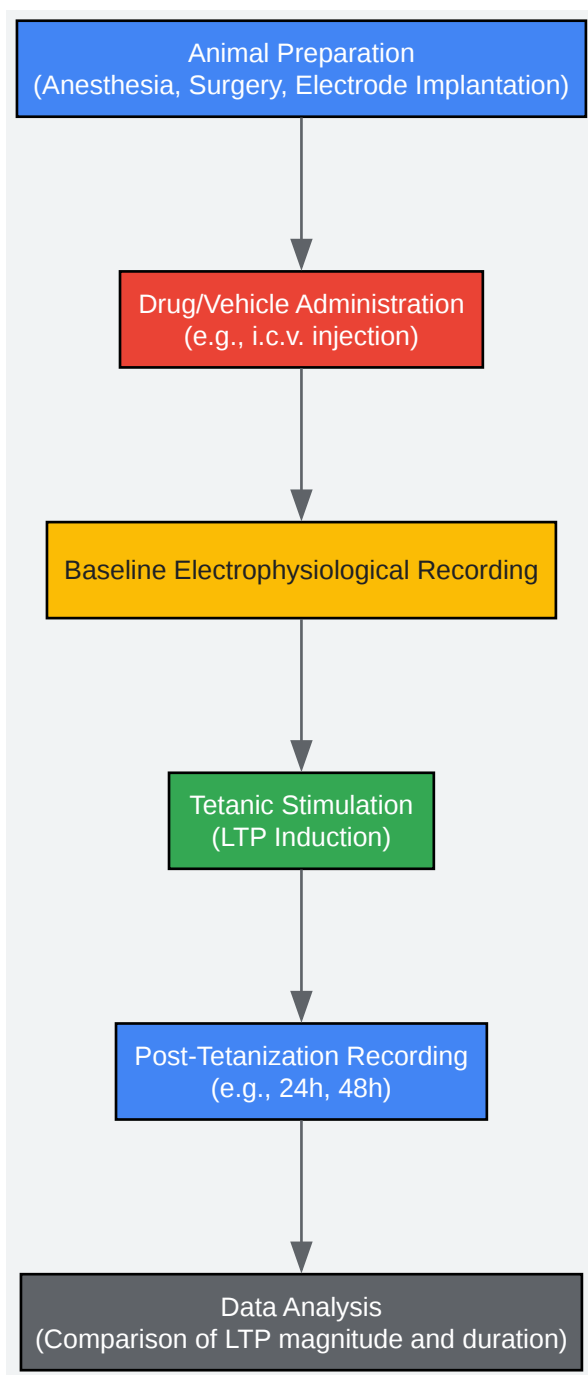 Animal Preparation
(Anesthesia, Surgery, Electrode Implantation)
Drug/Vehicle Administration
(e.g., i.c.v. injection)
Baseline Electrophysiological Recording
Tetanic Stimulation
(LTP Induction)
Post-Tetanization Recording
(e.g., 24h, 48h)
Data Analysis
(Comparison of LTP magnitude and duration)